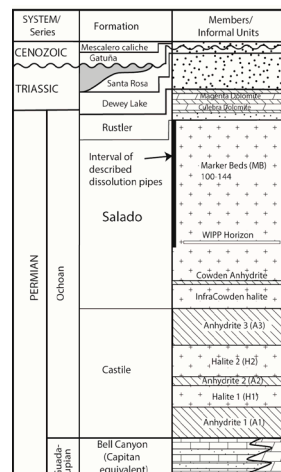 SYSTEM/
Series
Formation
Members/
Informal Units
CENOZOIC
Mescalero caliche
Gatuña
TRIASSIC
Santa Rosa
Dewey Lake
Magenta Dolomite
Culebra Dolomite
Rustler
Interval of
described
dissolution pipes
Marker Beds (MB)
100-144
Salado
WIPP Horizon
Cowden Anhydrite
InfraCowden halite
PERMIAN
Ochoan
Anhydrite 3 (A3)
Castile
Halite 2 (H2)
Anhydrite 2 (A2)
Halite 1 (H1)
Anhydrite 1 (A1)
Guada-
lupian
Bell Canyon
(Capitan
equivalent)